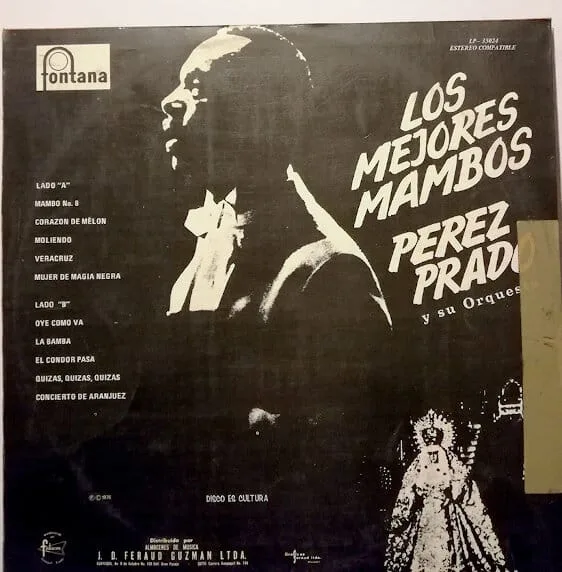 fontana
LP - 33024
ESTEREO COMPATIBLE
LOS
MEJORES
MAMBOS
PEREZ
PRADO
y su Orques
LADO "A"
MAMBO No. 8
CORAZON DE MELON
MOLIENDO
VERACRUZ
MUJER DE MAGIA NEGRA
LADO "B"
OYE COMO VA
LA BAMBA
EL CONDOR PASA
QUIZAS, QUIZAS, QUIZAS
CONCIERTO DE ARANJUEZ
DISCO ES CULTURA
Distribuido por
ALMACENES DE MUSICA
J. D. FERAUD GUZMAN LTDA.